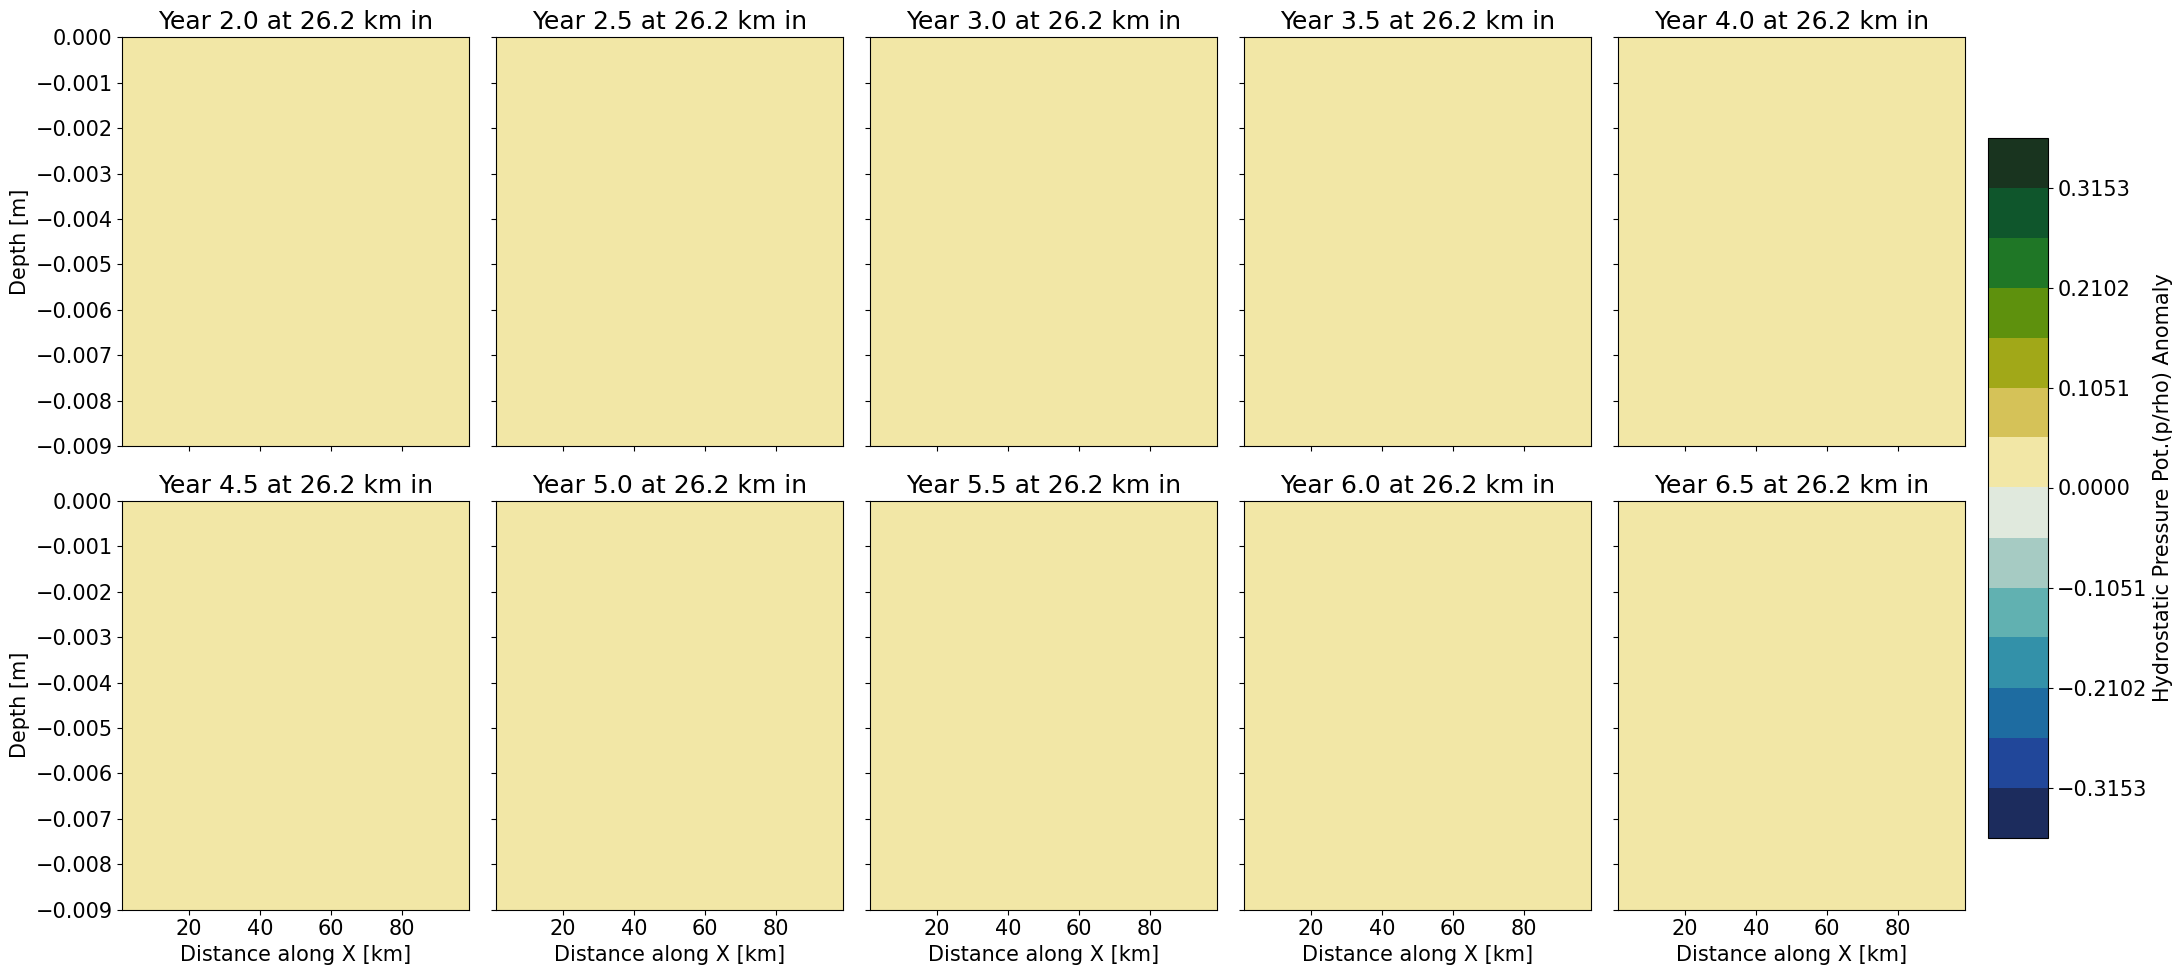 Year 2.0 at 26.2 km in
Year 2.5 at 26.2 km in
Year 3.0 at 26.2 km in
Year 3.5 at 26.2 km in
Year 4.0 at 26.2 km in
0.000
−0.001
−0.002
−0.003
−0.004
−0.005
−0.006
−0.007
−0.008
−0.009
Depth [m]
Year 4.5 at 26.2 km in
Year 5.0 at 26.2 km in
Year 5.5 at 26.2 km in
Year 6.0 at 26.2 km in
Year 6.5 at 26.2 km in
0.000
−0.001
−0.002
−0.003
−0.004
−0.005
−0.006
−0.007
−0.008
−0.009
Depth [m]
20 40 60 80
20 40 60 80
20 40 60 80
20 40 60 80
20 40 60 80
Distance along X [km]
Distance along X [km]
Distance along X [km]
Distance along X [km]
Distance along X [km]
0.3153
0.2102
0.1051
0.0000
−0.1051
−0.2102
−0.3153
Hydrostatic Pressure Pot.(p/rho) Anomaly